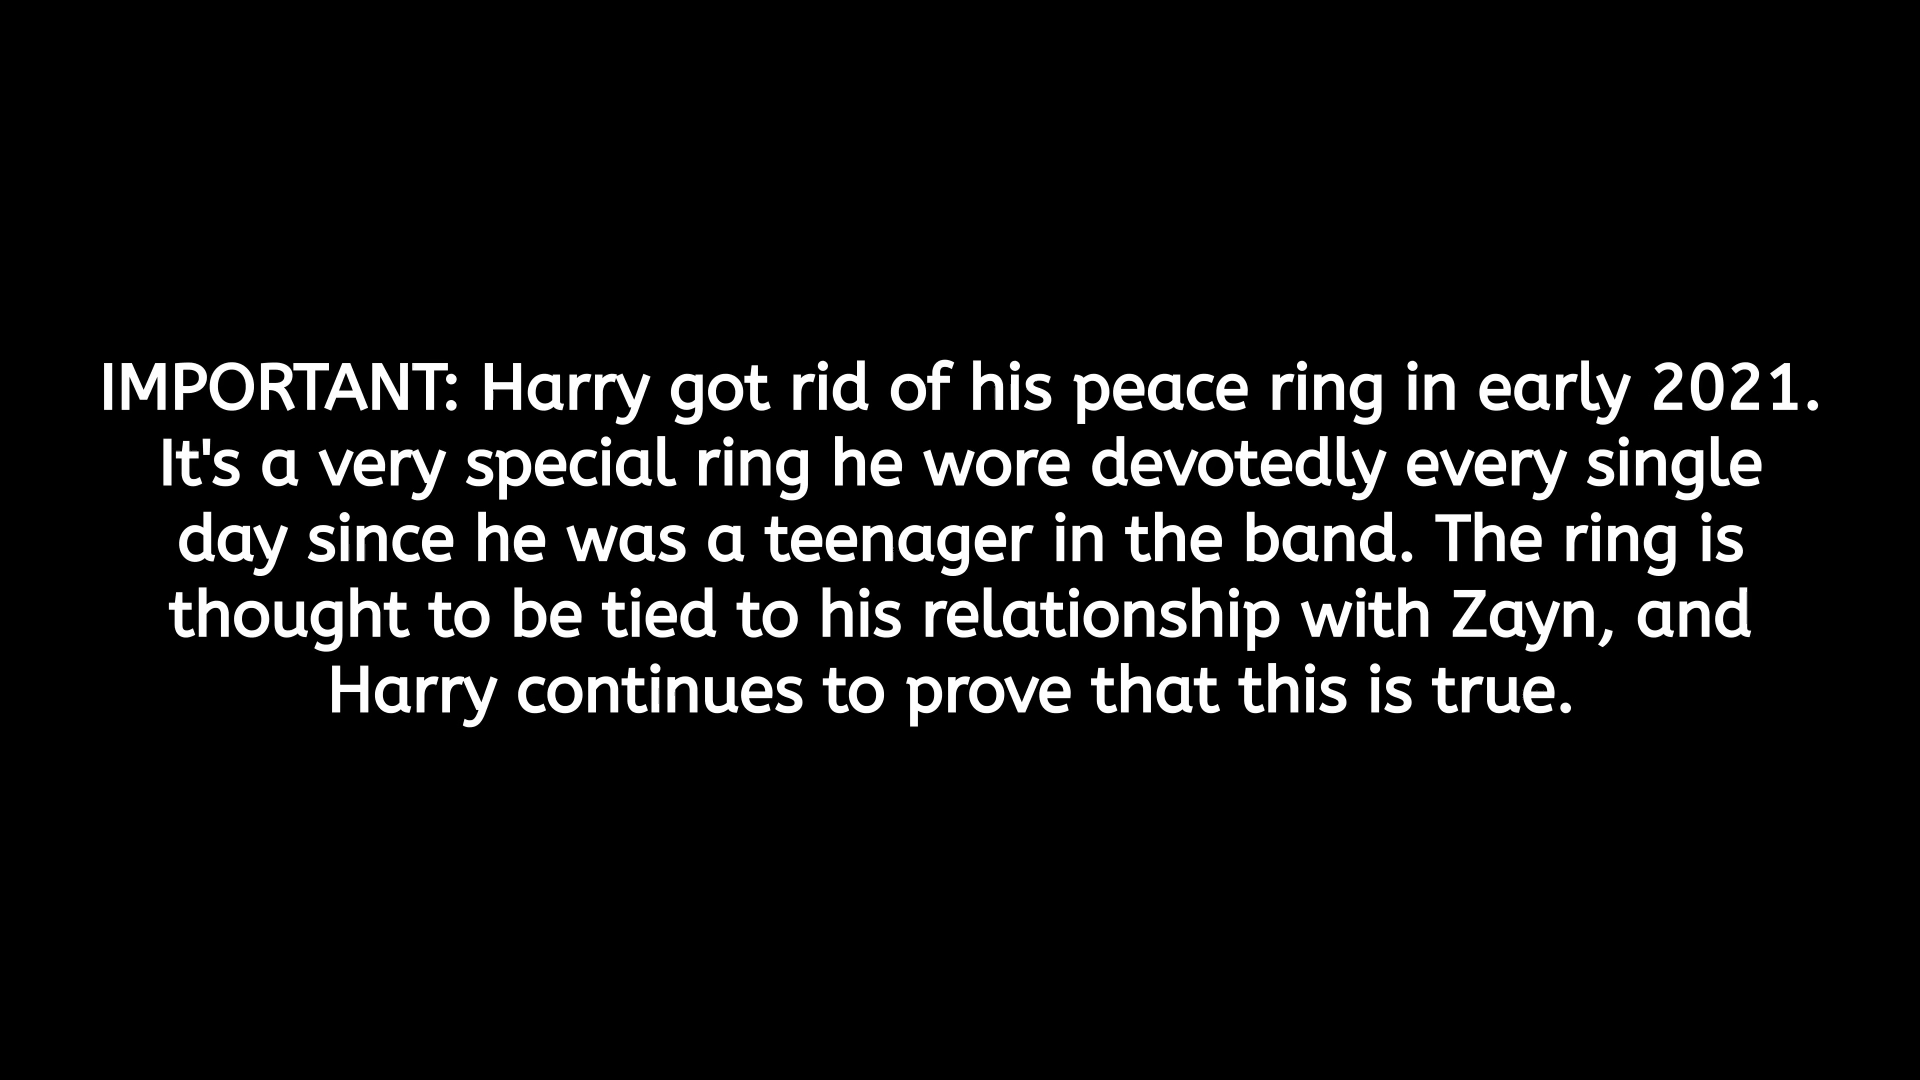 IMPORTANT: Harry got rid of his peace ring in early 2021.
It's a very special ring he wore devotedly every single
day since he was a teenager in the band. The ring is
thought to be tied to his relationship with Zayn, and
Harry continues to prove that this is true.